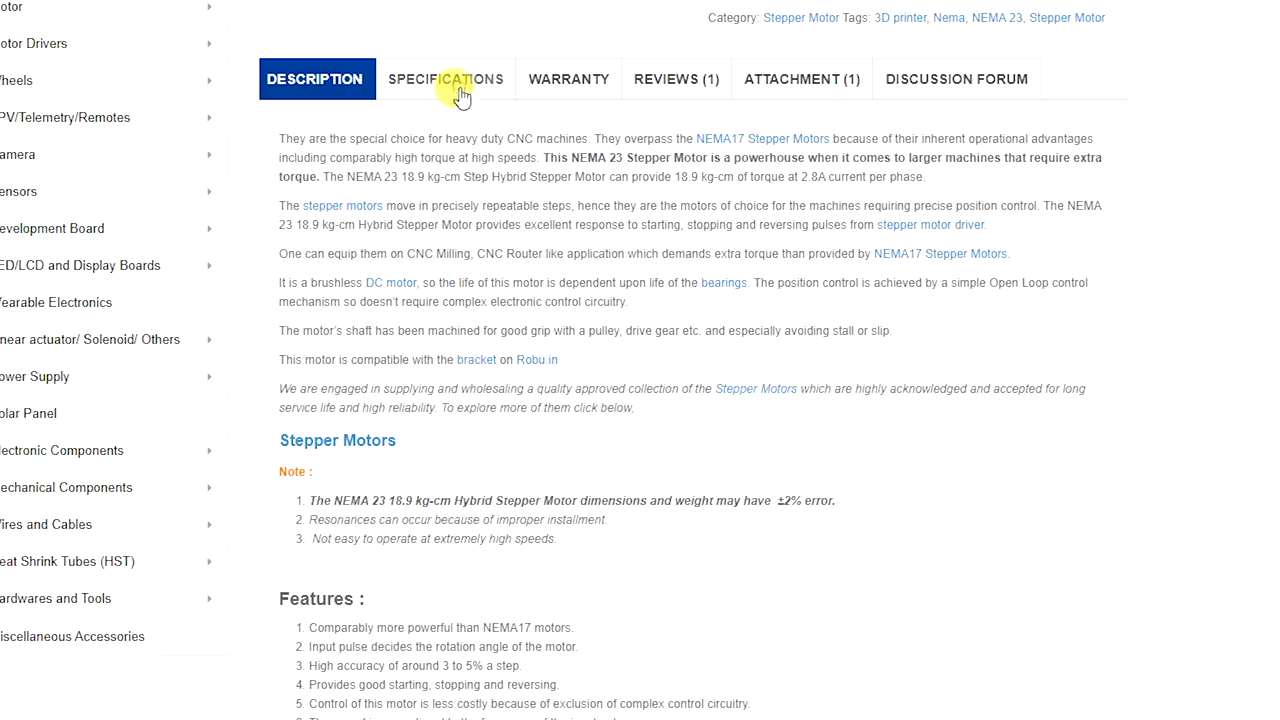 otor
otor Drivers
heels
PV/Telemetry/Remotes
amera
ensors
evelopment Board
ED/LCD and Display Boards
earable Electronics
near actuator/ Solenoid/ Others
ower Supply
olar Panel
lectronic Components
echanical Components
ires and Cables
eat Shrink Tubes (HST)
ardwares and Tools
iscellaneous Accessories
Category: Stepper Motor Tags: 3D printer, Nema, NEMA 23, Stepper Motor
DESCRIPTION SPECIFICATIONS WARRANTY REVIEWS (1) ATTACHMENT (1) DISCUSSION FORUM
They are the special choice for heavy duty CNC machines. They overpass the NEMA17 Stepper Motors because of their inherent operational advantages
including comparably high torque at high speeds. This NEMA 23 Stepper Motor is a powerhouse when it comes to larger machines that require extra
torque. The NEMA 23 18.9 kg-cm Step Hybrid Stepper Motor can provide 18.9 kg-cm of torque at 2.8A current per phase.
The stepper motors move in precisely repeatable steps, hence they are the motors of choice for the machines requiring precise position control. The NEMA
23 18.9 kg-cm Hybrid Stepper Motor provides excellent response to starting, stopping and reversing pulses from stepper motor driver.
One can equip them on CNC Milling, CNC Router like application which demands extra torque than provided by NEMA17 Stepper Motors.
It is a brushless DC motor, so the life of this motor is dependent upon life of the bearings. The position control is achieved by a simple Open Loop control
mechanism so doesn't require complex electronic control circuitry.
The motor's shaft has been machined for good grip with a pulley, drive gear etc. and especially avoiding stall or slip.
This motor is compatible with the bracket on Robu.in
We are engaged in supplying and wholesaling a quality approved collection of the Stepper Motors which are highly acknowledged and accepted for long
service life and high reliability. To explore more of them click below,
Stepper Motors
Note :
1. The NEMA 23 18.9 kg-cm Hybrid Stepper Motor dimensions and weight may have ±2% error.
2. Resonances can occur because of improper installment.
3. Not easy to operate at extremely high speeds.
Features :
1. Comparably more powerful than NEMA17 motors.
2. Input pulse decides the rotation angle of the motor.
3. High accuracy of around 3 to 5% a step.
4. Provides good starting, stopping and reversing.
5. Control of this motor is less costly because of exclusion of complex control circuitry.